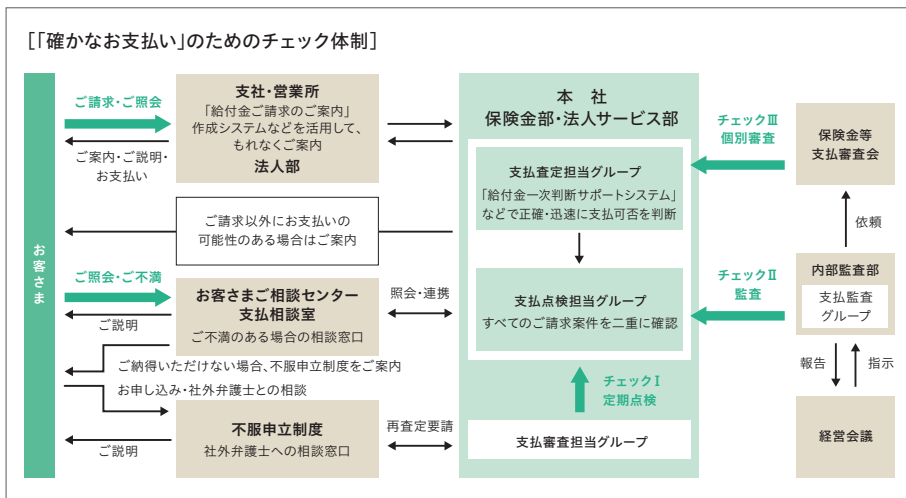 [「確かなお支払い」のためのチェック体制]
お客さま
ご請求・ご照会
ご案内・ご説明・
お支払い
支社・営業所
「給付金ご請求のご案内」
作成システムなどを活用して、
もれなくご案内
法人部
ご請求以外にお支払いの
可能性のある場合はご案内
ご照会・ご不満
ご説明
お客さまご相談センター
支払相談室
ご不満のある場合の相談窓口
照会・連携
ご納得いただけない場合、不服申立制度をご案内
お申し込み・社外弁護士との相談
ご説明
不服申立制度
社外弁護士への相談窓口
再査定要請
本 社
保険金部・法人サービス部
支払査定担当グループ
「給付金一次判断サポートシステム」
などで正確・迅速に支払可否を判断
支払点検担当グループ
すべてのご請求案件を二重に確認
チェックⅠ
定期点検
支払審査担当グループ
チェックⅢ
個別審査
保険金等
支払審査会
依頼
チェックⅡ
監査
内部監査部
支払監査
グループ
報告
指示
経営会議